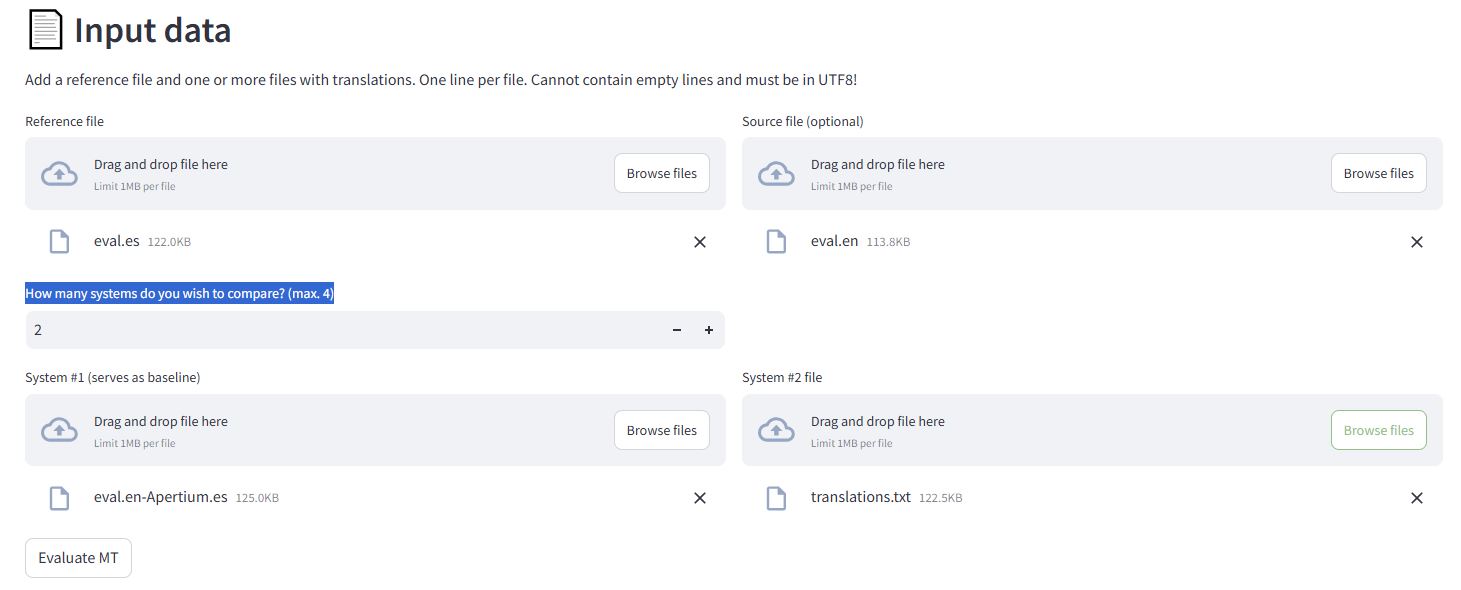 Input data
Add a reference file and one or more files with translations. One line per file. Cannot contain empty lines and must be in UTF8!
Reference file
Drag and drop file here
Limit 1MB per file
Browse files
eval.es 122.0KB
Source file (optional)
Drag and drop file here
Limit 1MB per file
Browse files
eval.en 113.8KB
How many systems do you wish to compare? (max. 4)
2
System #1 (serves as baseline)
Drag and drop file here
Limit 1MB per file
Browse files
eval.en-Apertium.es 125.0KB
System #2 file
Drag and drop file here
Limit 1MB per file
Browse files
translations.txt 122.5KB
Evaluate MT